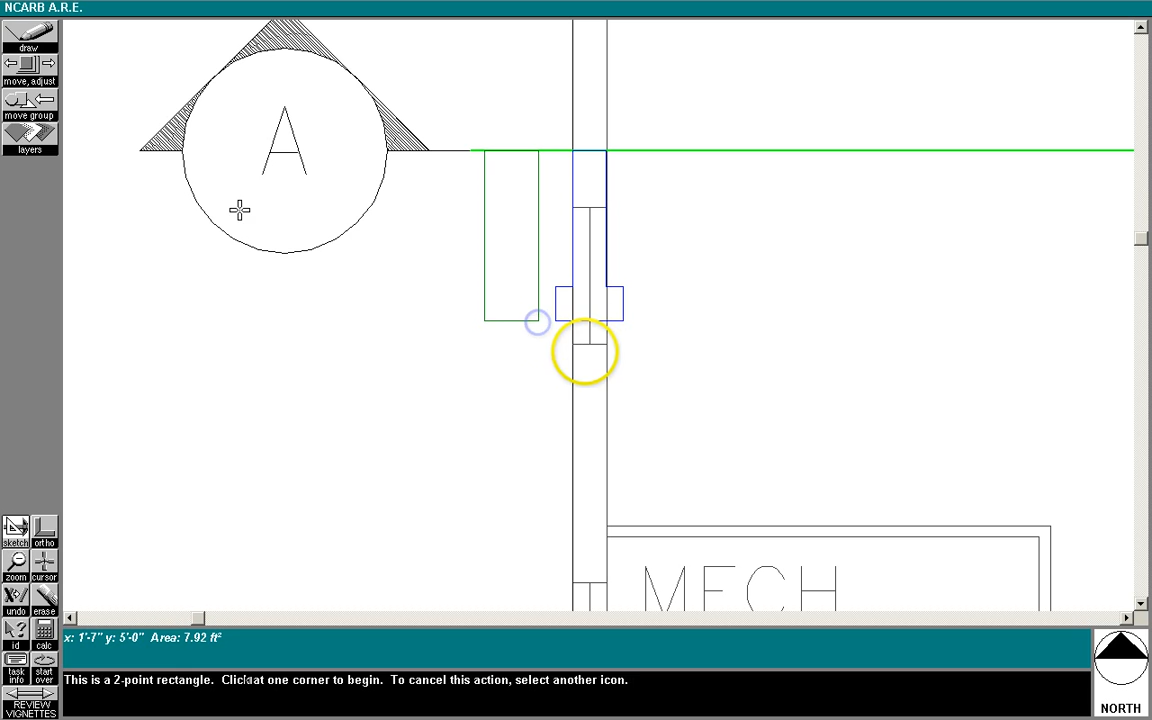 NCARB A.R.E.
draw
move, adjust
move group
layers
A
MECH
sketch
ortho
zoom
cursor
undo
erase
id
calc
task info
start over
REVIEW VIGNETTES
x: 1'-7" y: 5'-0" Area: 7.92 ft²
This is a 2-point rectangle. Click at one corner to begin. To cancel this action, select another icon.
NORTH